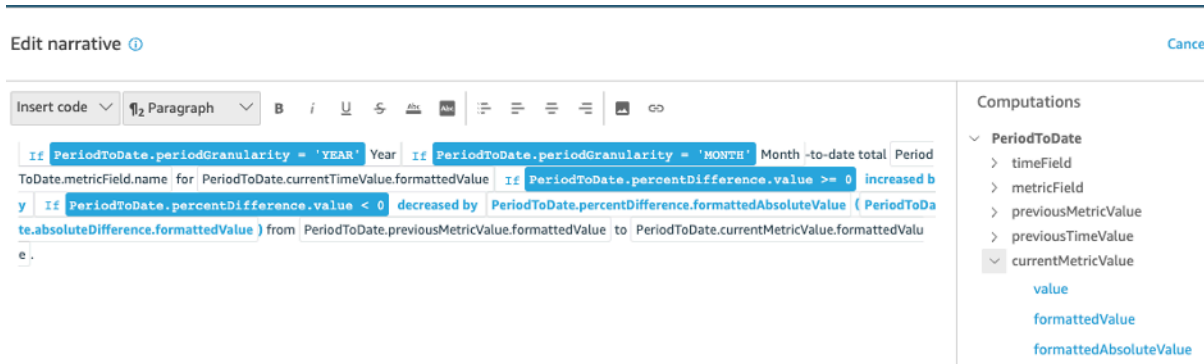 Edit narrative
Cance
Insert code ¶2 Paragraph B i U S Abc Abc
If PeriodToDate.periodGranularity = 'YEAR' Year If PeriodToDate.periodGranularity = 'MONTH' Month -to-date total Period
ToDate.metricField.name for PeriodToDate.currentTimeValue.formattedValue If PeriodToDate.percentDifference.value >= 0 increased b
y If PeriodToDate.percentDifference.value < 0 decreased by PeriodToDate.percentDifference.formattedAbsoluteValue ( PeriodToDa
te.absoluteDifference.formattedValue ) from PeriodToDate.previousMetricValue.formattedValue to PeriodToDate.currentMetricValue.formattedValu
e .
Computations
PeriodToDate
timeField
metricField
previousMetricValue
previousTimeValue
currentMetricValue
value
formattedValue
formattedAbsoluteValue